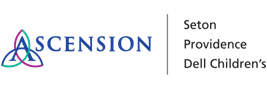 ASCENSION
Seton
Providence
Dell Children's